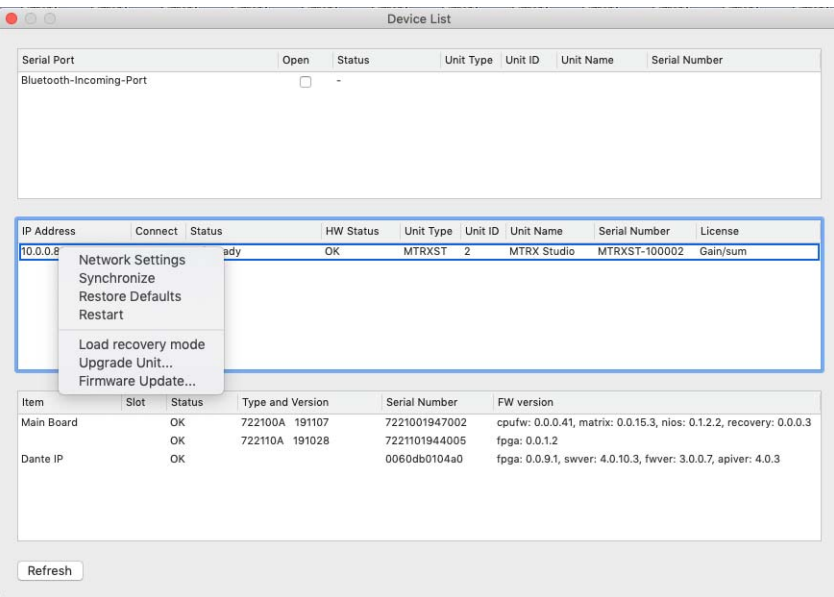 Device List
Serial Port Open Status Unit Type Unit ID Unit Name Serial Number
Bluetooth-Incoming-Port -
IP Address Connect Status HW Status Unit Type Unit ID Unit Name Serial Number License
10.0.0.8 ady OK MTRXST 2 MTRX Studio MTRXST-100002 Gain/sum
Network Settings
Synchronize
Restore Defaults
Restart
Load recovery mode
Upgrade Unit...
Firmware Update...
Item Slot Status Type and Version Serial Number FW version
Main Board OK 722100A 191107 7221001947002 cpufw: 0.0.0.41, matrix: 0.0.15.3, nios: 0.1.2.2, recovery: 0.0.0.3
OK 722110A 191028 7221101944005 fpga: 0.0.1.2
Dante IP OK 0060db0104a0 fpga: 0.0.9.1, swver: 4.0.10.3, fwver: 3.0.0.7, apiver: 4.0.3
Refresh